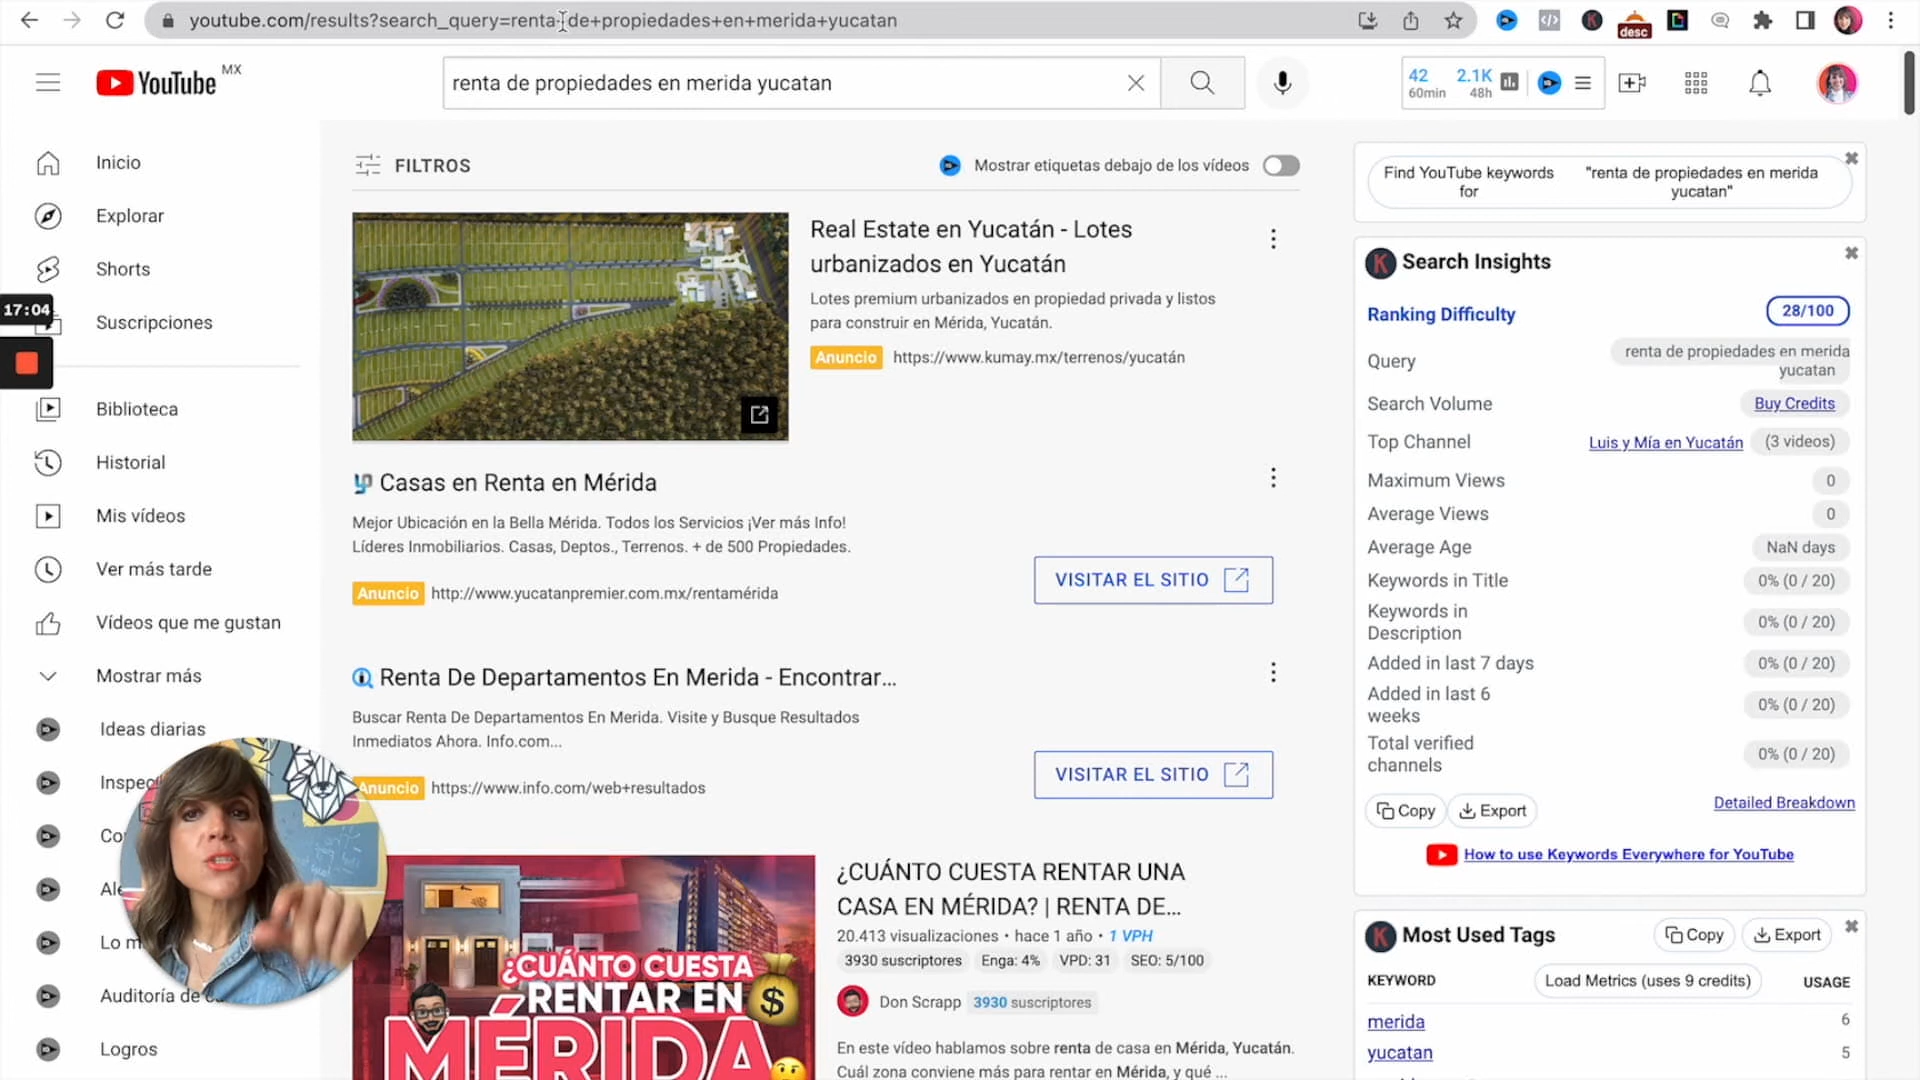 youtube.com/results?search_query=renta+de+propiedades+en+merida+yucatan
desc
YouTube MX
renta de propiedades en merida yucatan
42
60min
2.1K
48h
Inicio
Explorar
Shorts
Suscripciones
17:04
Biblioteca
Historial
Mis vídeos
Ver más tarde
Vídeos que me gustan
Mostrar más
Ideas diarias
Logros
FILTROS
Mostrar etiquetas debajo de los vídeos
Real Estate en Yucatán - Lotes
urbanizados en Yucatán
Lotes premium urbanizados en propiedad privada y listos
para construir en Mérida, Yucatán.
Anuncio https://www.kumay.mx/terrenos/yucatán
Casas en Renta en Mérida
Mejor Ubicación en la Bella Mérida. Todos los Servicios ¡Ver más Info!
Líderes Inmobiliarios. Casas, Deptos., Terrenos. + de 500 Propiedades.
VISITAR EL SITIO
Anuncio http://www.yucatanpremier.com.mx/rentamérida
Renta De Departamentos En Merida - Encontrar...
Buscar Renta De Departamentos En Merida. Visite y Busque Resultados
Inmediatos Ahora. Info.com...
VISITAR EL SITIO
Anuncio https://www.info.com/web+resultados
¿CUÁNTO CUESTA
RENTAR EN
MÉRIDA
¿CUÁNTO CUESTA RENTAR UNA
CASA EN MÉRIDA? | RENTA DE...
20.413 visualizaciones • hace 1 año • 1 VPH
3930 suscriptores Enga: 4% VPD: 31 SEO: 5/100
Don Scrapp 3930 suscriptores
En este vídeo hablamos sobre renta de casa en Mérida, Yucatán.
Cuál zona conviene más para rentar en Mérida, y qué ...
Find YouTube keywords for "renta de propiedades en merida yucatan"
Search Insights
Ranking Difficulty 28/100
Query renta de propiedades en merida
yucatan
Search Volume Buy Credits
Top Channel Luis y Mía en Yucatán (3 videos)
Maximum Views 0
Average Views 0
Average Age NaN days
Keywords in Title 0% (0 / 20)
Keywords in
Description 0% (0 / 20)
Added in last 7 days 0% (0 / 20)
Added in last 6
weeks 0% (0 / 20)
Total verified
channels 0% (0 / 20)
Copy Export Detailed Breakdown
How to use Keywords Everywhere for YouTube
Most Used Tags Copy Export
KEYWORD Load Metrics (uses 9 credits) USAGE
merida 6
yucatan 5